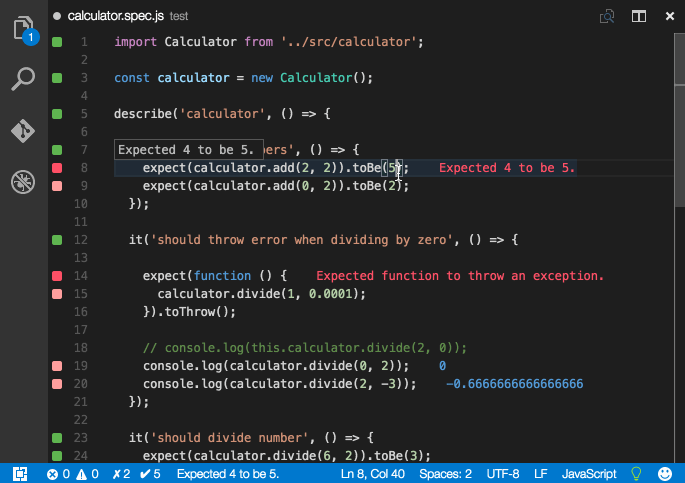 calculator.spec.js test
1
1 import Calculator from '../src/calculator';
2
3 const calculator = new Calculator();
4
5 describe('calculator', () => {
6
7 Expected 4 to be 5. bers', () => {
8 expect(calculator.add(2, 2)).toBe(5); Expected 4 to be 5.
9 expect(calculator.add(0, 2)).toBe(2);
10 });
11
12 it('should throw error when dividing by zero', () => {
13
14 expect(function () { Expected function to throw an exception.
15 calculator.divide(1, 0.0001);
16 }).toThrow();
17
18 // console.log(this.calculator.divide(2, 0));
19 console.log(calculator.divide(0, 2)); 0
20 console.log(calculator.divide(2, -3)); -0.6666666666666666
21 });
22
23 it('should divide number', () => {
24 expect(calculator.divide(6, 2)).toBe(3);
0 0 ✗2 ✔5 Expected 4 to be 5. Ln 8, Col 40 Spaces: 2 UTF-8 LF JavaScript